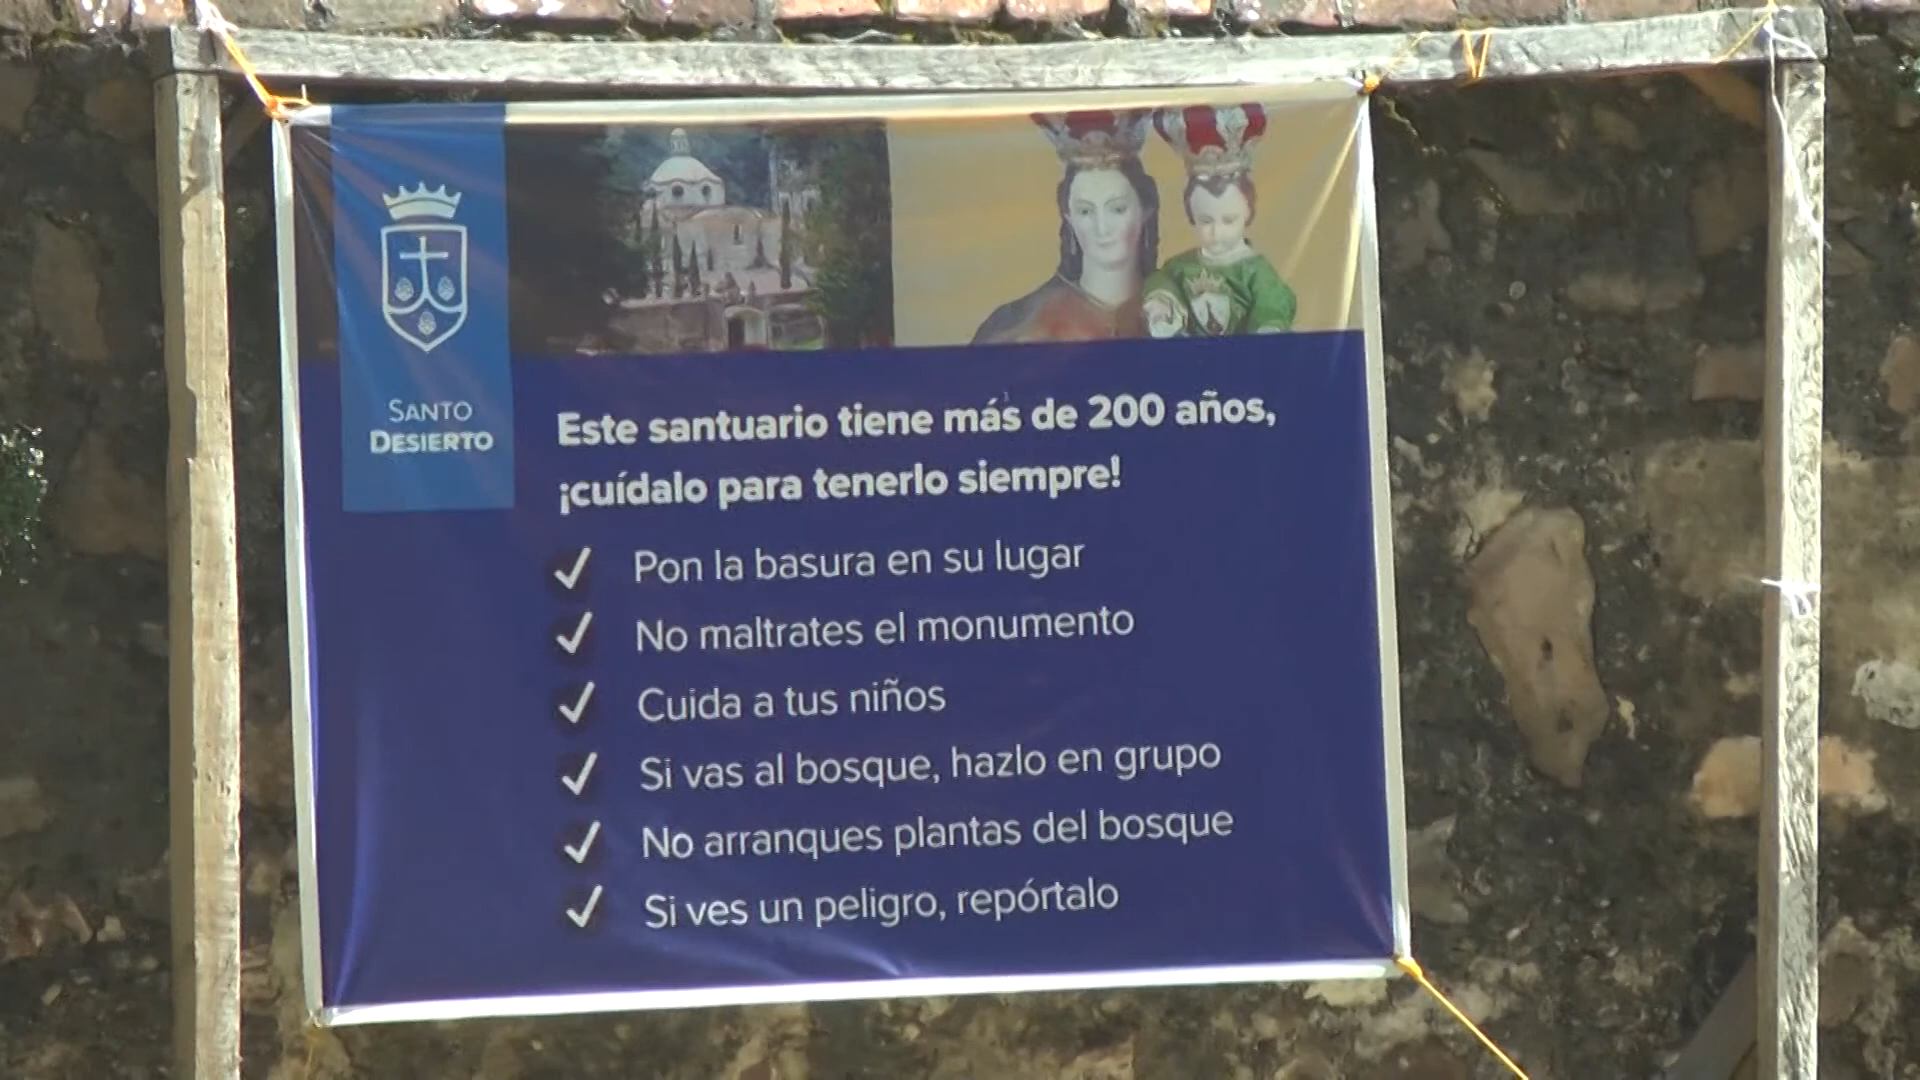 SANTO
DESIERTO
Este santuario tiene más de 200 años,
¡cuídalo para tenerlo siempre!
Pon la basura en su lugar
No maltrates el monumento
Cuida a tus niños
Si vas al bosque, hazlo en grupo
No arranques plantas del bosque
Si ves un peligro, repórtalo